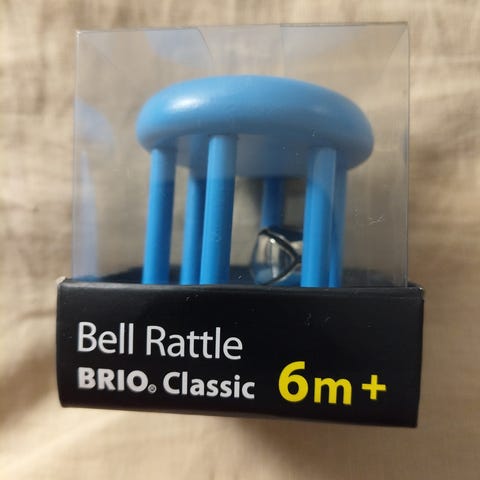 Bell Rattle
BRIO® Classic 6m+